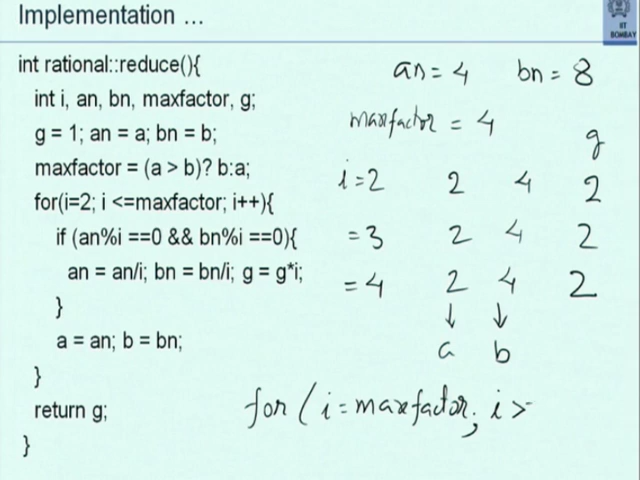 Implementation ...
IIT
BOMBAY
int rational::reduce(){
int i, an, bn, maxfactor, g;
g = 1; an = a; bn = b;
maxfactor = (a > b)? b:a;
for(i=2; i <=maxfactor; i++){
if (an%i ==0 && bn%i ==0){
an = an/i; bn = bn/i; g = g*i;
}
a = an; b = bn;
}
return g;
}
an = 4 bn = 8
maxfactor = 4
g
i = 2 2 4 2
= 3 2 4 2
= 4 2 4 2
↓ ↓
a b
for ( i = maxfactor; i >